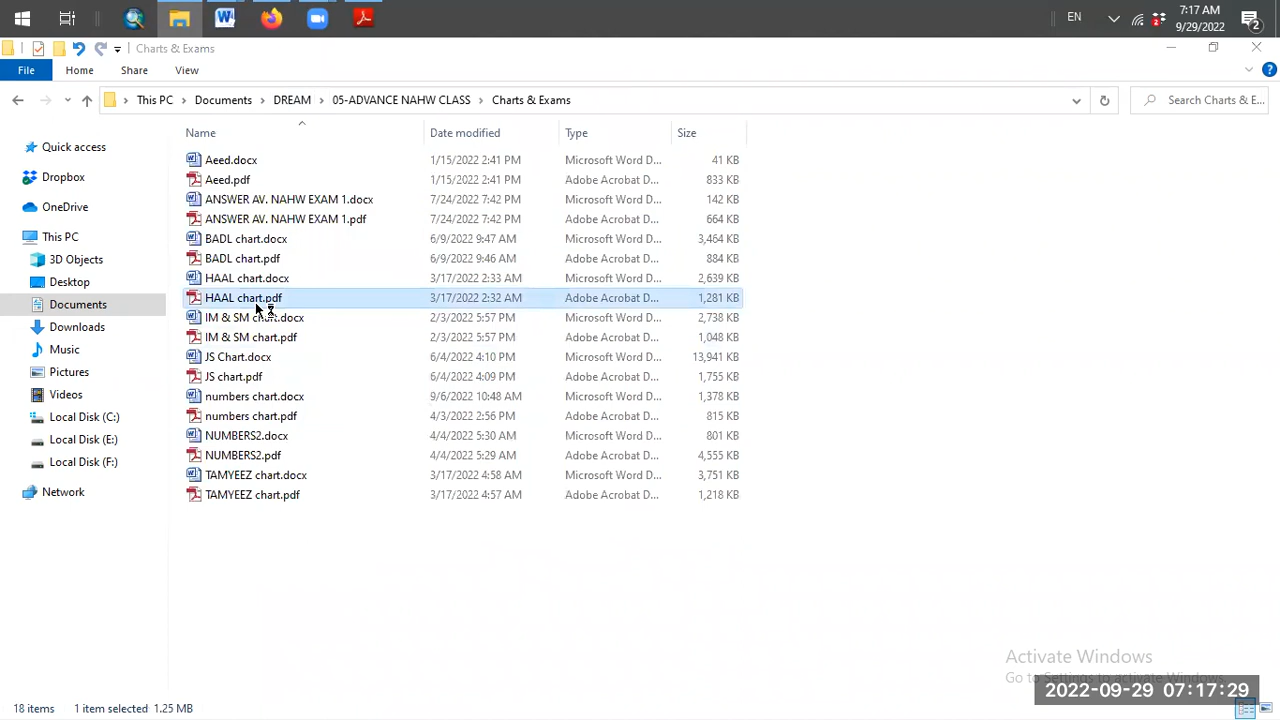 EN
7:17 AM
9/29/2022
2
Charts & Exams
File Home Share View
This PC Documents DREAM 05-ADVANCE NAHW CLASS Charts & Exams
Search Charts & E...
Name Date modified Type Size
Quick access
Dropbox
OneDrive
This PC
3D Objects
Desktop
Documents
Downloads
Music
Pictures
Videos
Local Disk (C:)
Local Disk (E:)
Local Disk (F:)
Network
Aeed.docx 1/15/2022 2:41 PM Microsoft Word D... 41 KB
Aeed.pdf 1/15/2022 2:41 PM Adobe Acrobat D... 833 KB
ANSWER AV. NAHW EXAM 1.docx 7/24/2022 7:42 PM Microsoft Word D... 142 KB
ANSWER AV. NAHW EXAM 1.pdf 7/24/2022 7:42 PM Adobe Acrobat D... 664 KB
BADL chart.docx 6/9/2022 9:47 AM Microsoft Word D... 3,464 KB
BADL chart.pdf 6/9/2022 9:46 AM Adobe Acrobat D... 884 KB
HAAL chart.docx 3/17/2022 2:33 AM Microsoft Word D... 2,639 KB
HAAL chart.pdf 3/17/2022 2:32 AM Adobe Acrobat D... 1,281 KB
IM & SM chart.docx 2/3/2022 5:57 PM Microsoft Word D... 2,738 KB
IM & SM chart.pdf 2/3/2022 5:57 PM Adobe Acrobat D... 1,048 KB
JS Chart.docx 6/4/2022 4:10 PM Microsoft Word D... 13,941 KB
JS chart.pdf 6/4/2022 4:09 PM Adobe Acrobat D... 1,755 KB
numbers chart.docx 9/6/2022 10:48 AM Microsoft Word D... 1,378 KB
numbers chart.pdf 4/3/2022 2:56 PM Adobe Acrobat D... 815 KB
NUMBERS2.docx 4/4/2022 5:30 AM Microsoft Word D... 801 KB
NUMBERS2.pdf 4/4/2022 5:29 AM Adobe Acrobat D... 4,555 KB
TAMYEEZ chart.docx 3/17/2022 4:58 AM Microsoft Word D... 3,751 KB
TAMYEEZ chart.pdf 3/17/2022 4:57 AM Adobe Acrobat D... 1,218 KB
Activate Windows
Go to Settings to activate Windows.
2022-09-29 07:17:29
18 items 1 item selected 1.25 MB